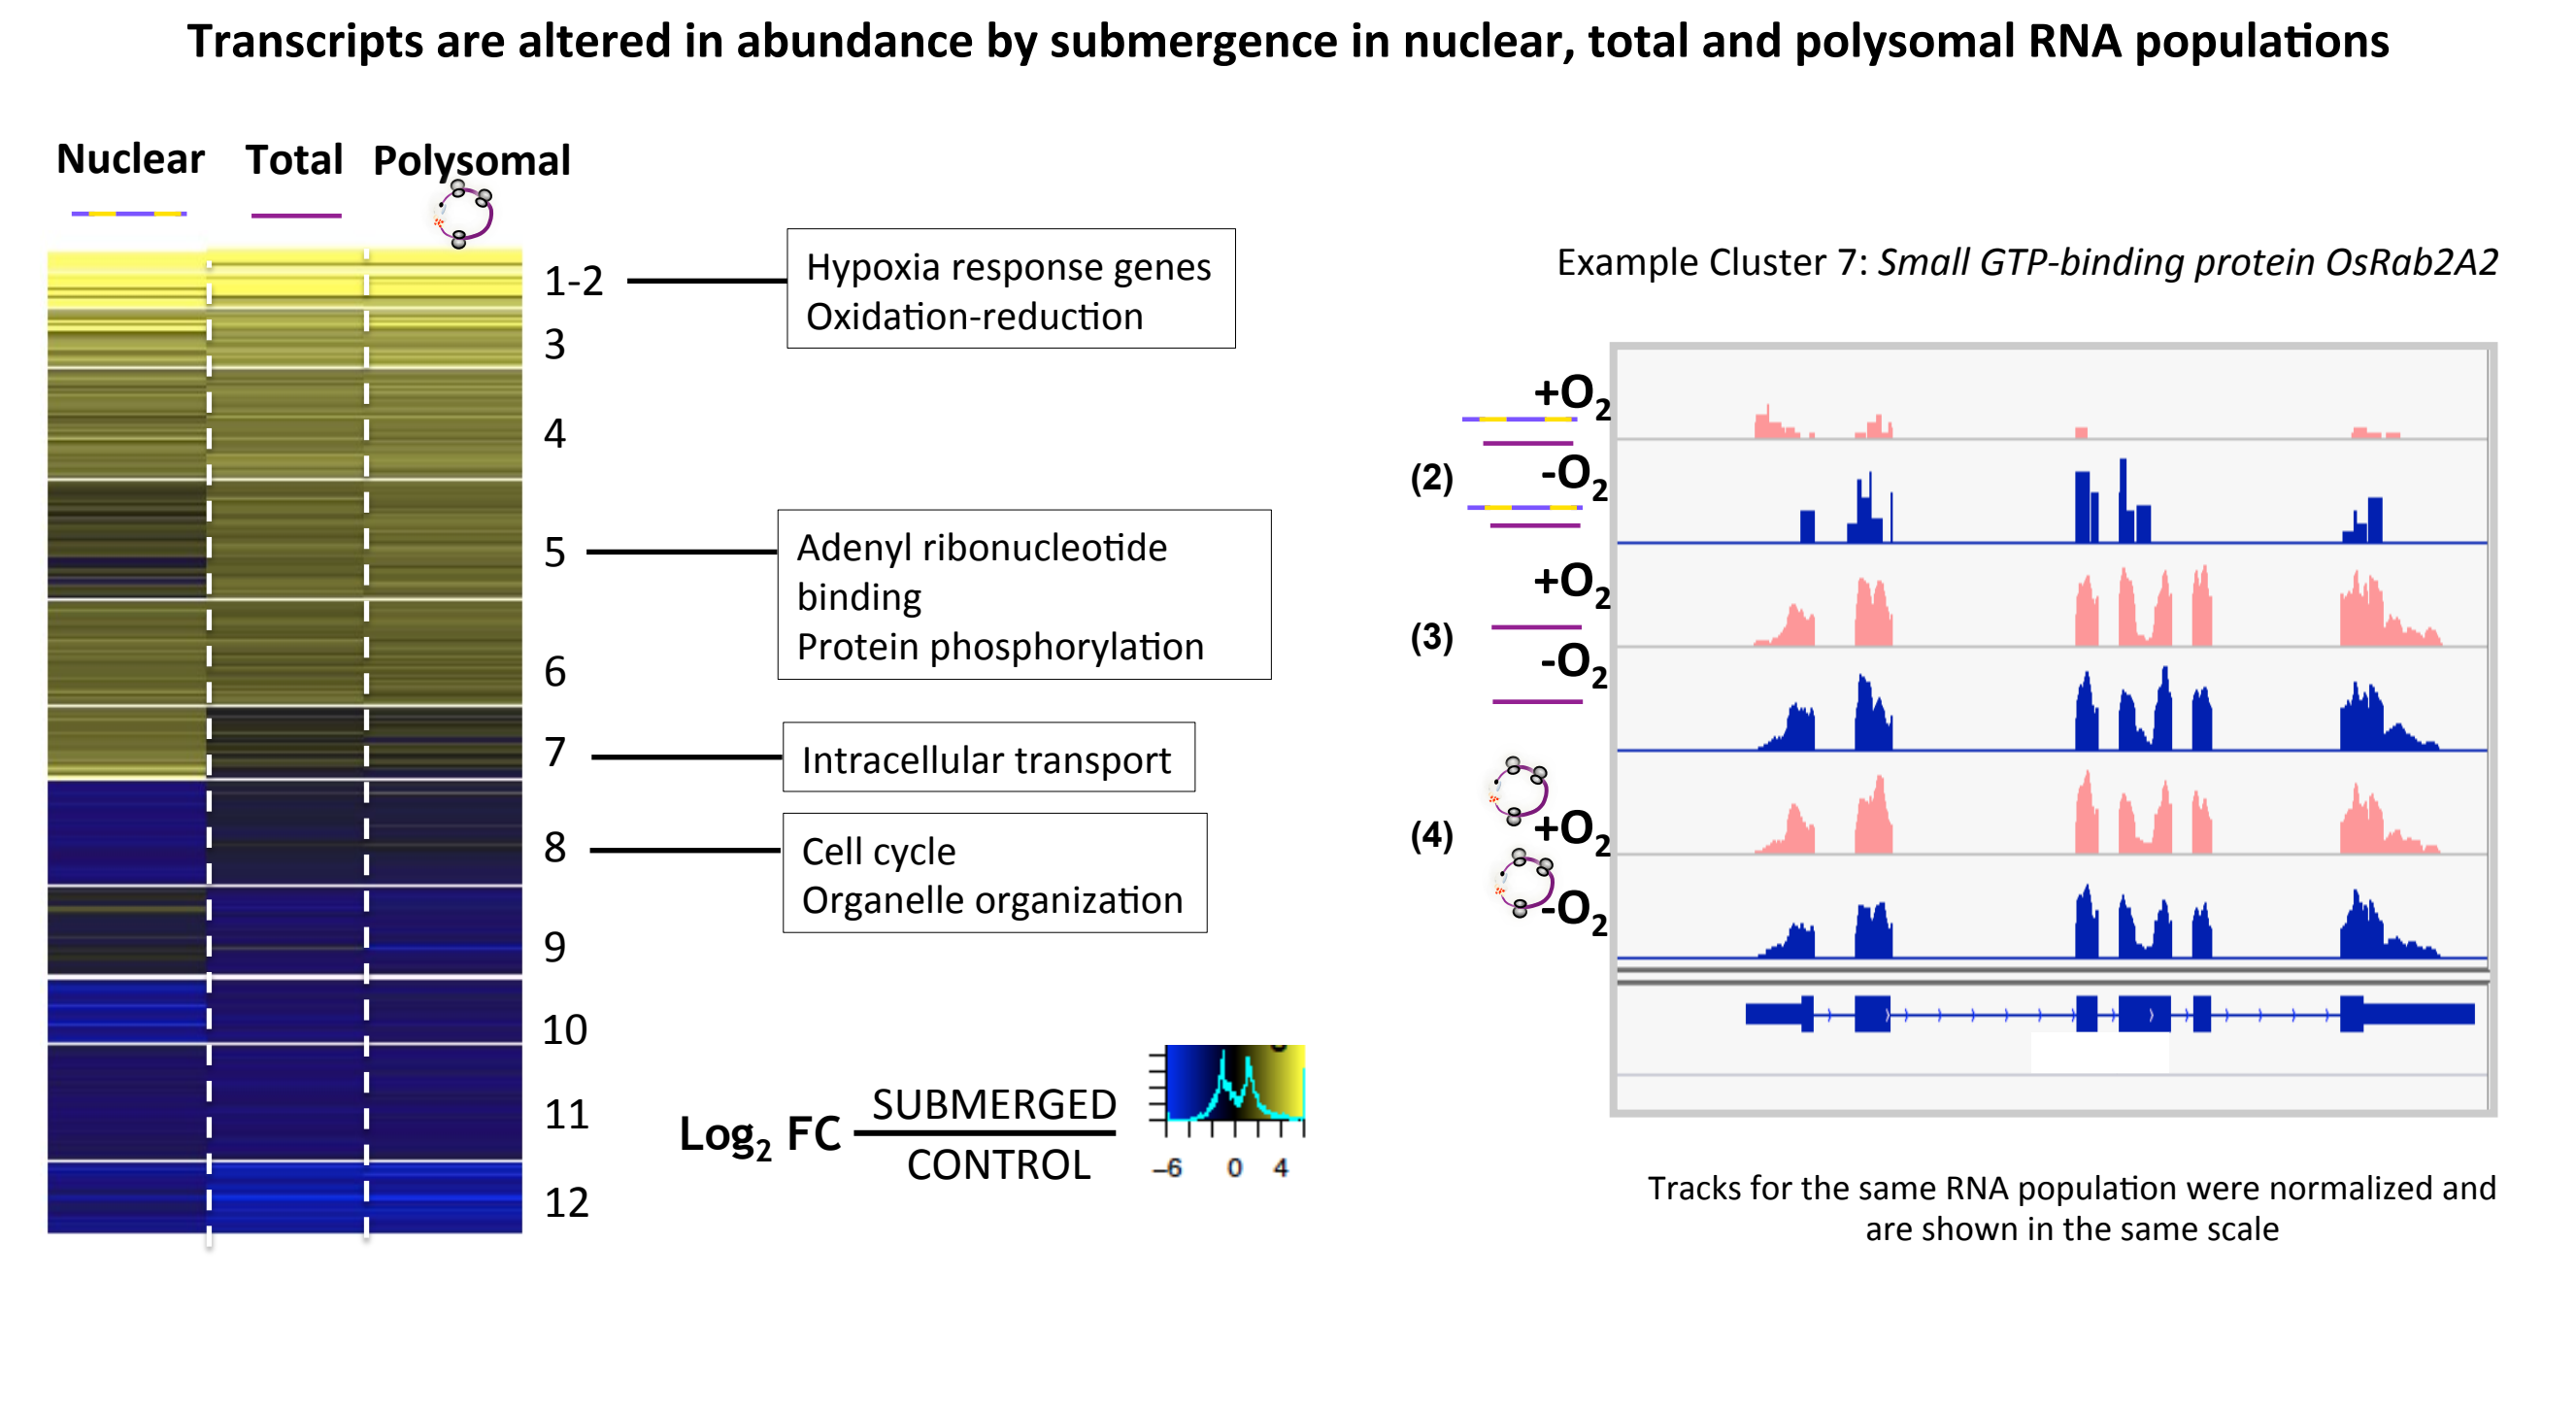 Transcripts are altered in abundance by submergence in nuclear, total and polysomal RNA populations
Nuclear Total Polysomal
1-2
3
4
5
6
7
8
9
10
11
12
Hypoxia response genes
Oxidation-reduction
Adenyl ribonucleotide
binding
Protein phosphorylation
Intracellular transport
Cell cycle
Organelle organization
Log2 FC SUBMERGED
CONTROL
−6 0 4
Example Cluster 7: Small GTP-binding protein OsRab2A2
+O2
(2) -O2
+O2
(3)
-O2
(4) +O2
-O2
Tracks for the same RNA population were normalized and
are shown in the same scale